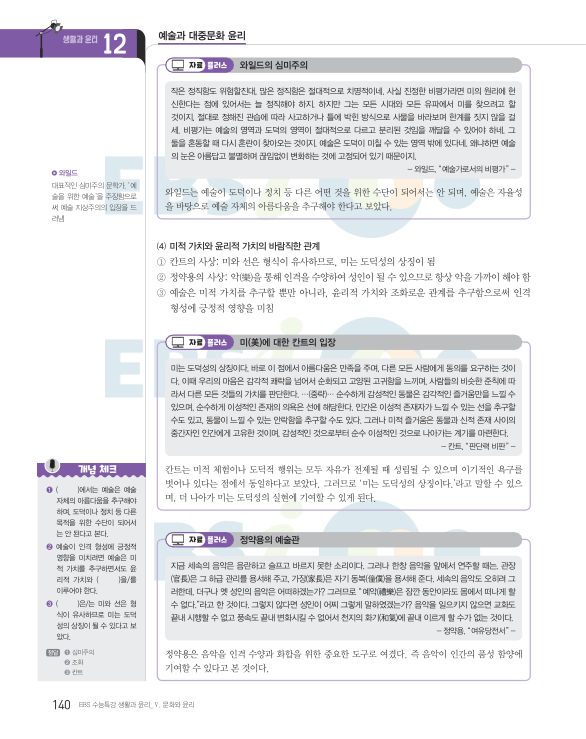 생활과 윤리 12
예술과 대중문화 윤리
자료 플러스 와일드의 심미주의
작은 정직함도 위험할진대, 많은 정직함은 절대적으로 치명적이네. 사실 진정한 비평가라면 미의 원리에 헌
신한다는 점에 있어서는 늘 정직해야 하지. 하지만 그는 모든 시대와 모든 유파에서 미를 찾으려고 할
것이지. 절대로 정해진 관습에 따라 사고하거나 틀에 박힌 방식으로 사물을 바라보며 한계를 짓지 않을 걸
세. 비평가는 예술의 영역과 도덕의 영역이 절대적으로 다르고 분리된 것임을 깨달을 수 있어야 하네. 그
둘을 혼동할 때 다시 혼란이 찾아오는 것이지. 예술은 도덕이 미칠 수 있는 영역 밖에 있다네. 왜냐하면 예술
의 눈은 아름답고 불멸하며 끊임없이 변화하는 것에 고정되어 있기 때문이지.
– 와일드, “예술가로서의 비평가” –
와일드는 예술이 도덕이나 정치 등 다른 어떤 것을 위한 수단이 되어서는 안 되며, 예술은 자율성
을 바탕으로 예술 자체의 아름다움을 추구해야 한다고 보았다.
와일드
대표적인 심미주의 문학가. ‘예
술을 위한 예술’을 주장함으로
써 예술 지상주의의 입장을 드
러냄
(4) 미적 가치와 윤리적 가치의 바람직한 관계
① 칸트의 사상: 미와 선은 형식이 유사하므로, 미는 도덕성의 상징이 됨
② 정약용의 사상: 악(樂)을 통해 인격을 수양하여 성인이 될 수 있으므로 항상 악을 가까이 해야 함
③ 예술은 미적 가치를 추구할 뿐만 아니라, 윤리적 가치와 조화로운 관계를 추구함으로써 인격
형성에 긍정적 영향을 미침
자료 플러스 미(美)에 대한 칸트의 입장
미는 도덕성의 상징이다. 바로 이 점에서 아름다움은 만족을 주며, 다른 모든 사람에게 동의를 요구하는 것이
다. 이때 우리의 마음은 감각적 쾌락을 넘어서 순화되고 고양된 고귀함을 느끼며, 사람들의 비슷한 준칙에 따
라서 다른 모든 것들의 가치를 판단한다. …(중략)… 순수하게 감성적인 동물은 감각적인 즐거움만을 느낄 수
있으며, 순수하게 이성적인 존재의 의욕은 선에 해당한다. 인간은 이성적 존재자가 느낄 수 있는 선을 추구할
수도 있고, 동물이 느낄 수 있는 안락함을 추구할 수도 있다. 그러나 미적 즐거움은 동물과 신적 존재 사이의
중간자인 인간에게 고유한 것이며, 감성적인 것으로부터 순수 이성적인 것으로 나아가는 계기를 마련한다.
– 칸트, “판단력 비판” –
칸트는 미적 체험이나 도덕적 행위는 모두 자유가 전제될 때 성립될 수 있으며 이기적인 욕구를
벗어나 있다는 점에서 동일하다고 보았다. 그러므로 ‘미는 도덕성의 상징이다.’라고 말할 수 있으
며, 더 나아가 미는 도덕성의 실현에 기여할 수 있게 된다.
개념 체크
❶ ( )에서는 예술은 예술
자체의 아름다움을 추구해야
하며, 도덕이나 정치 등 다른
목적을 위한 수단이 되어서
는 안 된다고 본다.
❷ 예술이 인격 형성에 긍정적
영향을 미치려면 예술은 미
적 가치를 추구하면서도 윤
리적 가치와 ( )을/를
이루어야 한다.
❸ ( )은/는 미와 선은 형
식이 유사하므로 미는 도덕
성의 상징이 될 수 있다고 보
았다.
정답 ❶ 심미주의
❷ 조화
❸ 칸트
자료 플러스 정약용의 예술관
지금 세속의 음악은 음란하고 슬프고 바르지 못한 소리이다. 그러나 한창 음악을 앞에서 연주할 때는, 관장
(官長)은 그 하급 관리를 용서해 주고, 가장(家長)은 자기 동복(僮僕)을 용서해 준다. 세속의 음악도 오히려 그
러한데, 더구나 옛 성인의 음악은 어떠하겠는가? 그러므로 “예악(禮樂)은 잠깐 동안이라도 몸에서 떠나게 할
수 없다.”라고 한 것이다. 그렇지 않다면 성인이 어찌 그렇게 말하였겠는가? 음악을 일으키지 않으면 교화도
끝내 시행할 수 없고 풍속도 끝내 변화시킬 수 없어서 천지의 화기(和氣)에 끝내 이르게 할 수가 없는 것이다.
– 정약용, “여유당전서” –
정약용은 음악을 인격 수양과 화합을 위한 중요한 도구로 여겼다. 즉 음악이 인간의 품성 함양에
기여할 수 있다고 본 것이다.
140 EBS 수능특강 생활과 윤리_ Ⅴ. 문화와 윤리